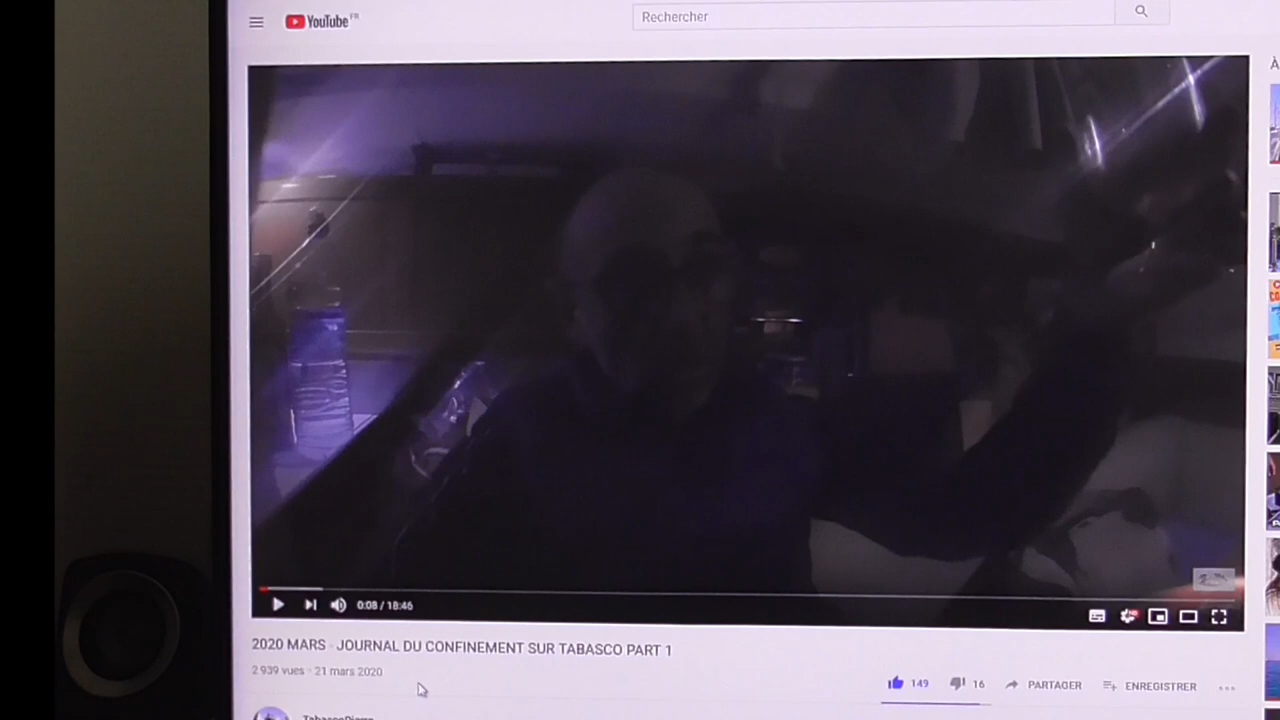 YouTube FR
Rechercher
0:08 / 18:46
2020 MARS - JOURNAL DU CONFINEMENT SUR TABASCO PART 1
2 939 vues · 21 mars 2020
149
16
PARTAGER
ENREGISTRER